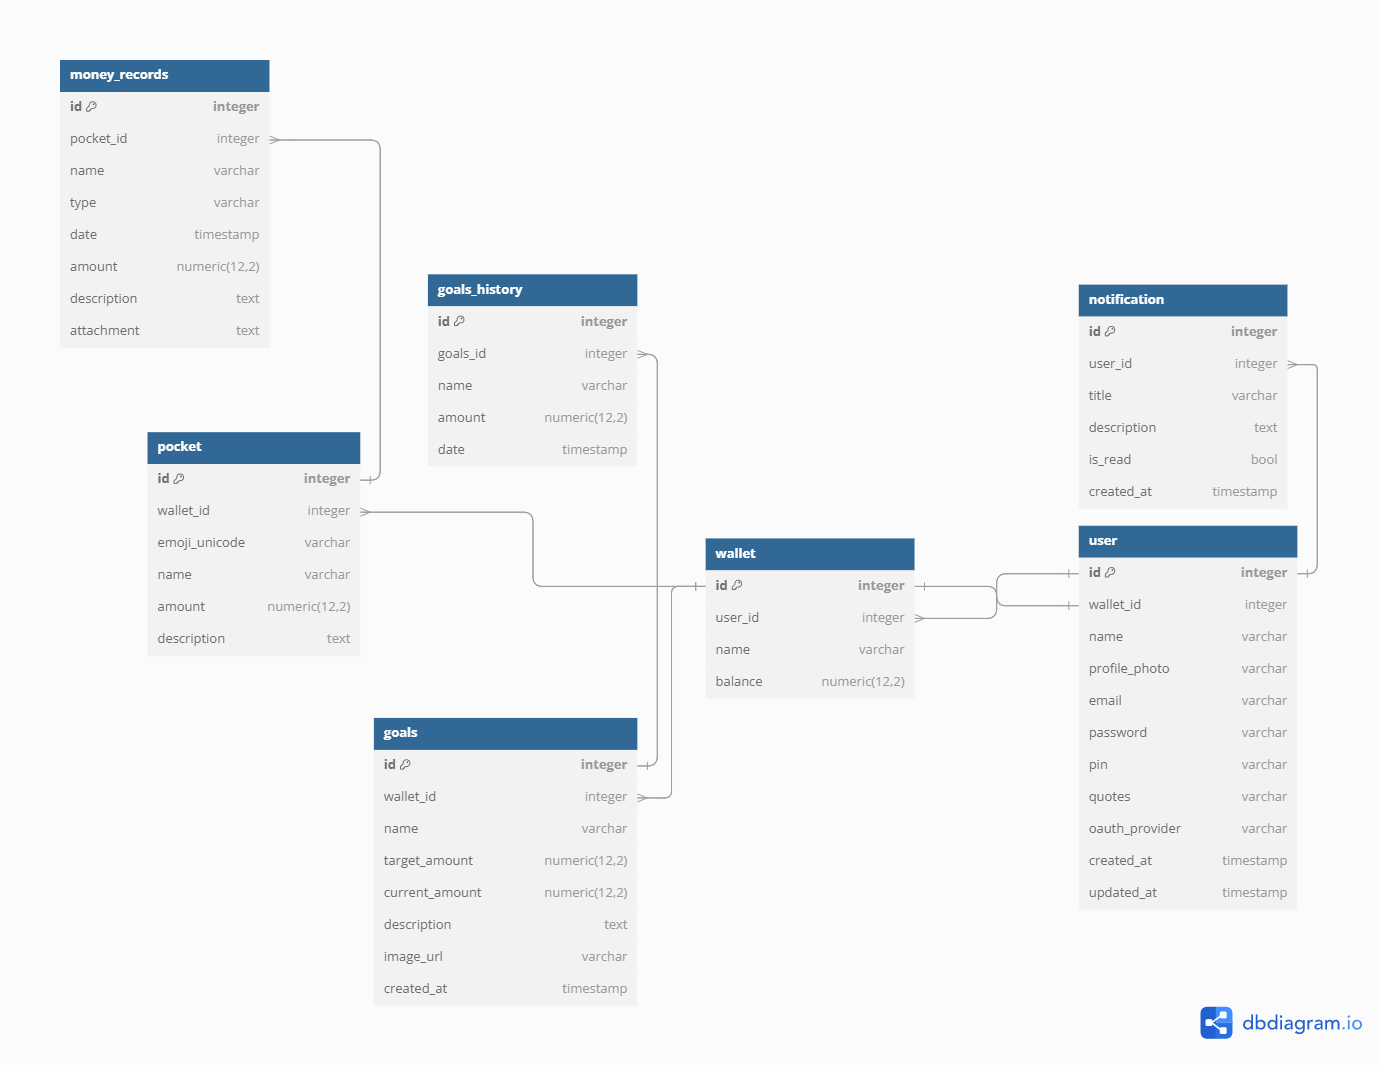 money_records
id integer
pocket_id integer
name varchar
type varchar
date timestamp
amount numeric(12,2)
description text
attachment text
goals_history
id integer
goals_id integer
name varchar
amount numeric(12,2)
date timestamp
notification
id integer
user_id integer
title varchar
description text
is_read bool
created_at timestamp
pocket
id integer
wallet_id integer
emoji_unicode varchar
name varchar
amount numeric(12,2)
description text
wallet
id integer
user_id integer
name varchar
balance numeric(12,2)
user
id integer
wallet_id integer
name varchar
profile_photo varchar
email varchar
password varchar
pin varchar
quotes varchar
oauth_provider varchar
created_at timestamp
updated_at timestamp
goals
id integer
wallet_id integer
name varchar
target_amount numeric(12,2)
current_amount numeric(12,2)
description text
image_url varchar
created_at timestamp
dbdiagram.io